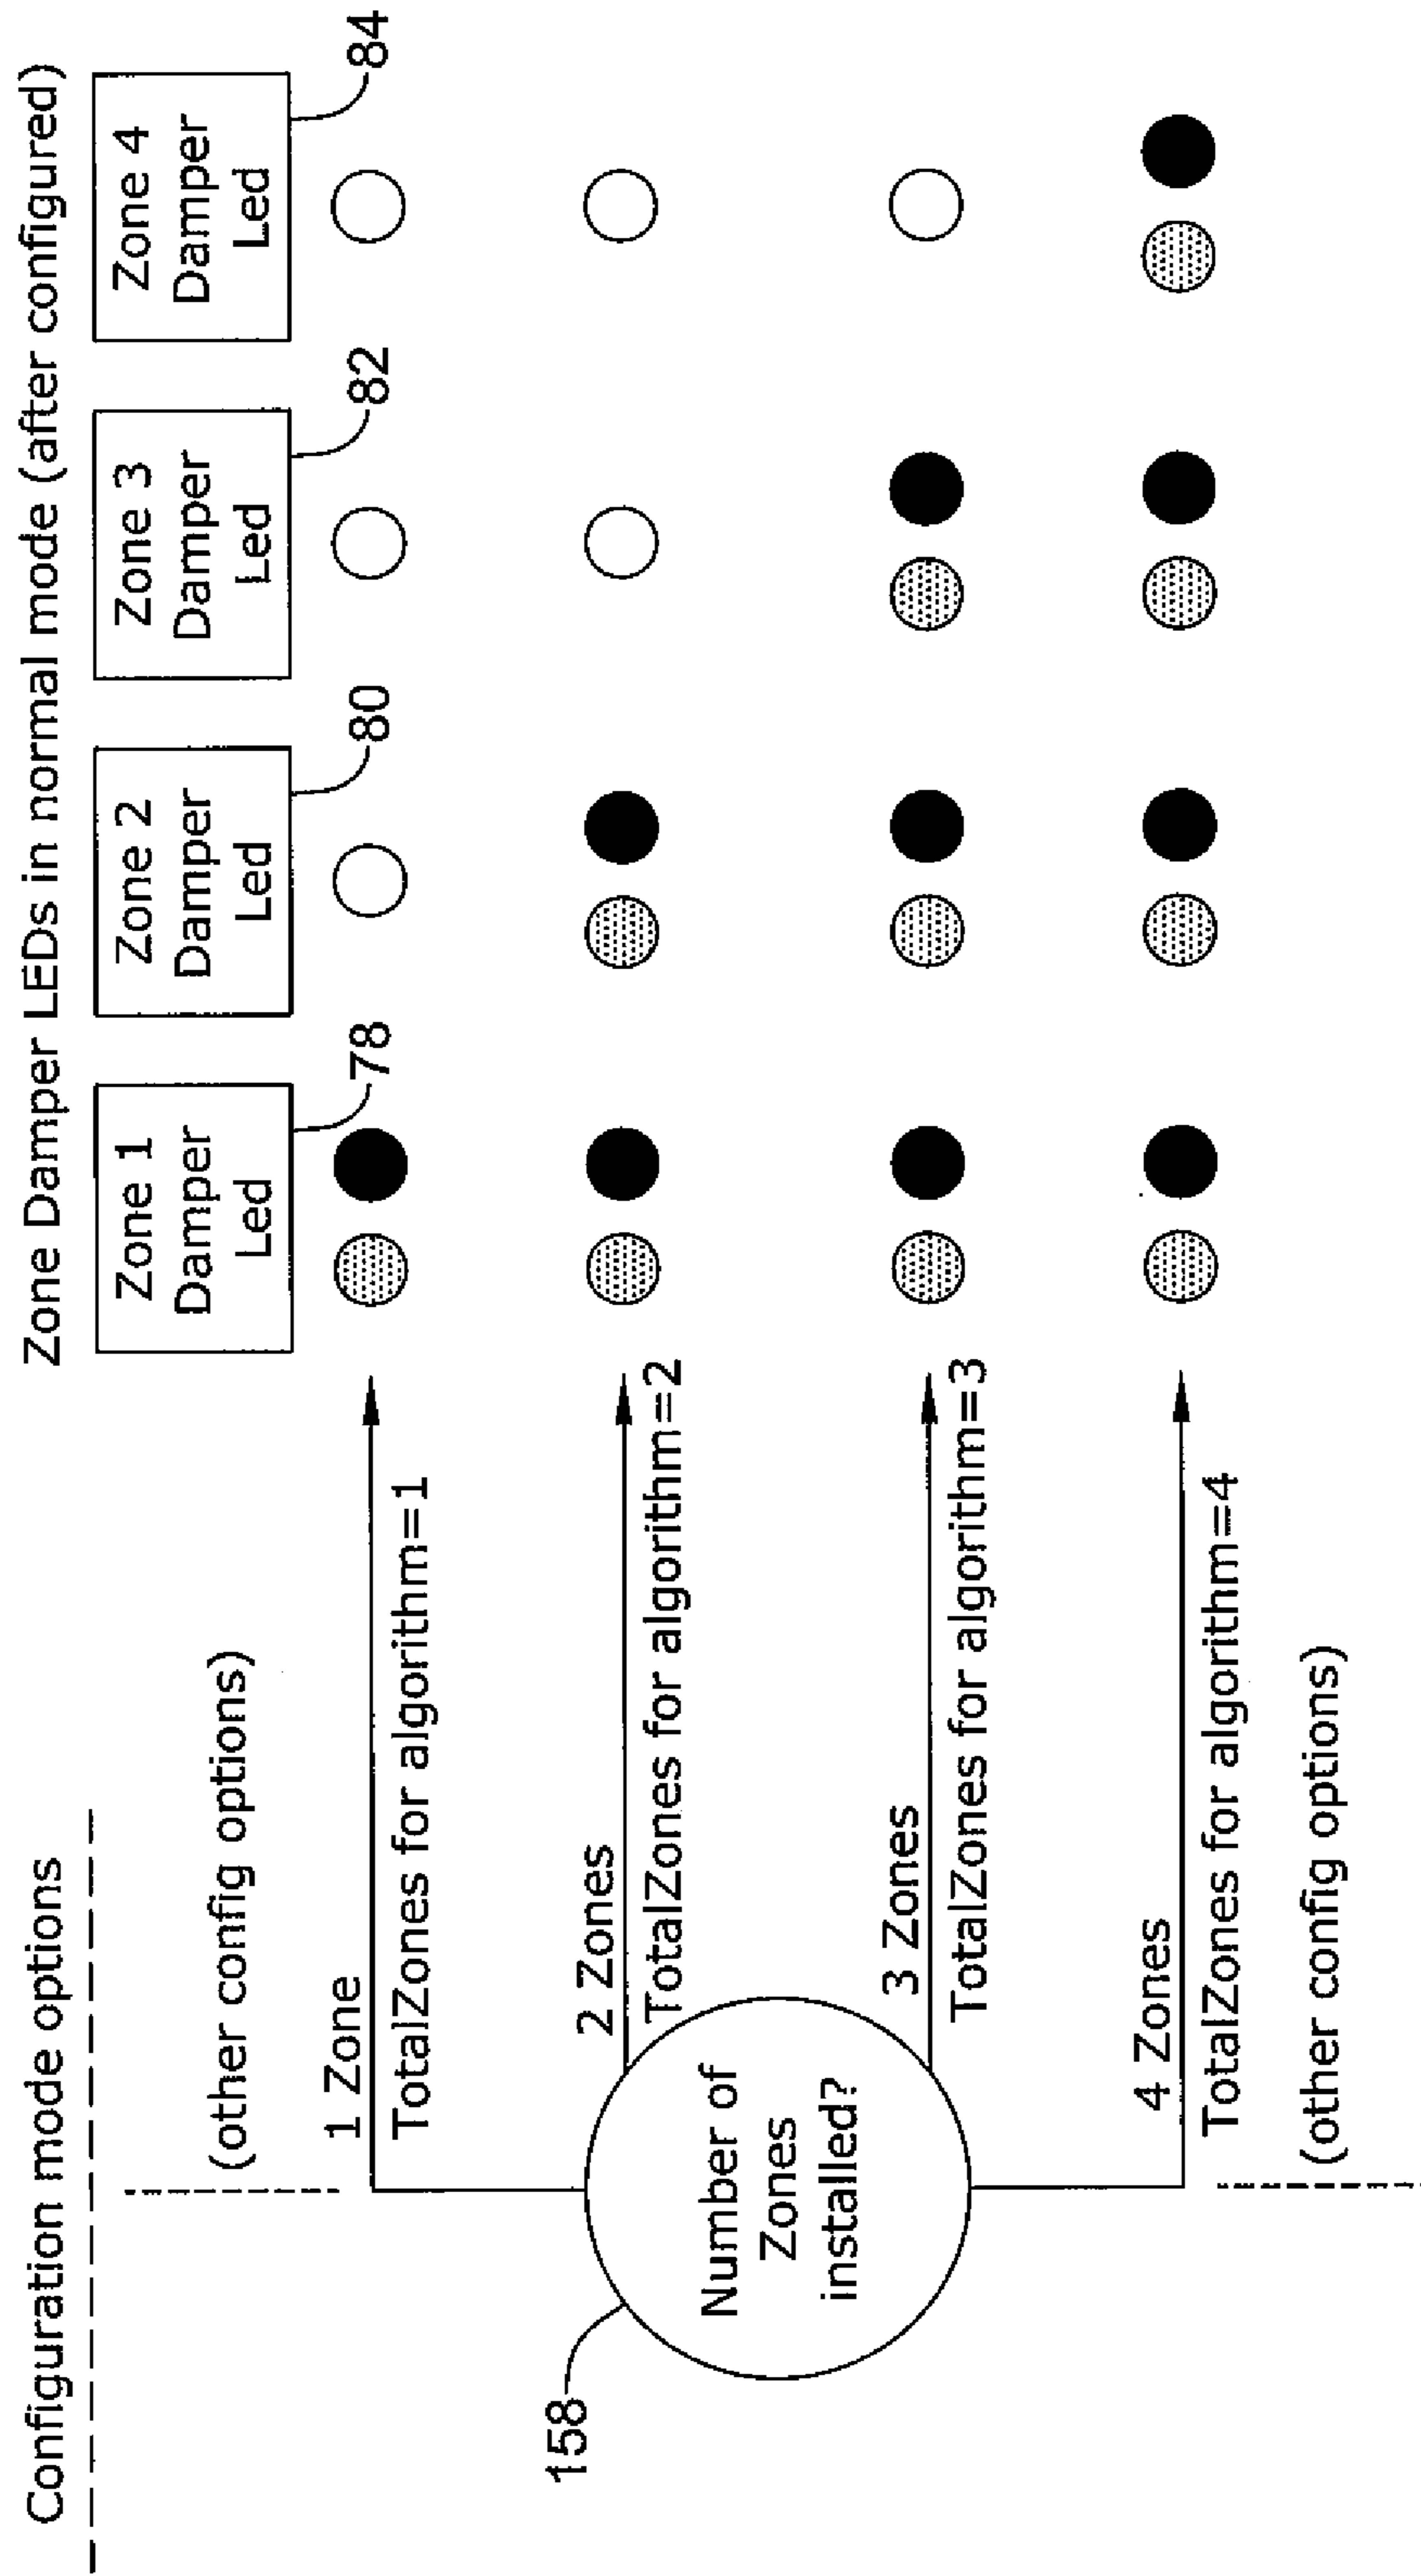 Configuration mode options
Zone Damper LEDs in normal mode (after configured)
Zone 1
Damper
Led
78
Zone 2
Damper
Led
80
Zone 3
Damper
Led
82
Zone 4
Damper
Led
84
(other config options)
1 Zone
TotalZones for algorithm=1
2 Zones
TotalZones for algorithm=2
158
Number of
Zones
installed?
3 Zones
TotalZones for algorithm=3
4 Zones
TotalZones for algorithm=4
(other config options)